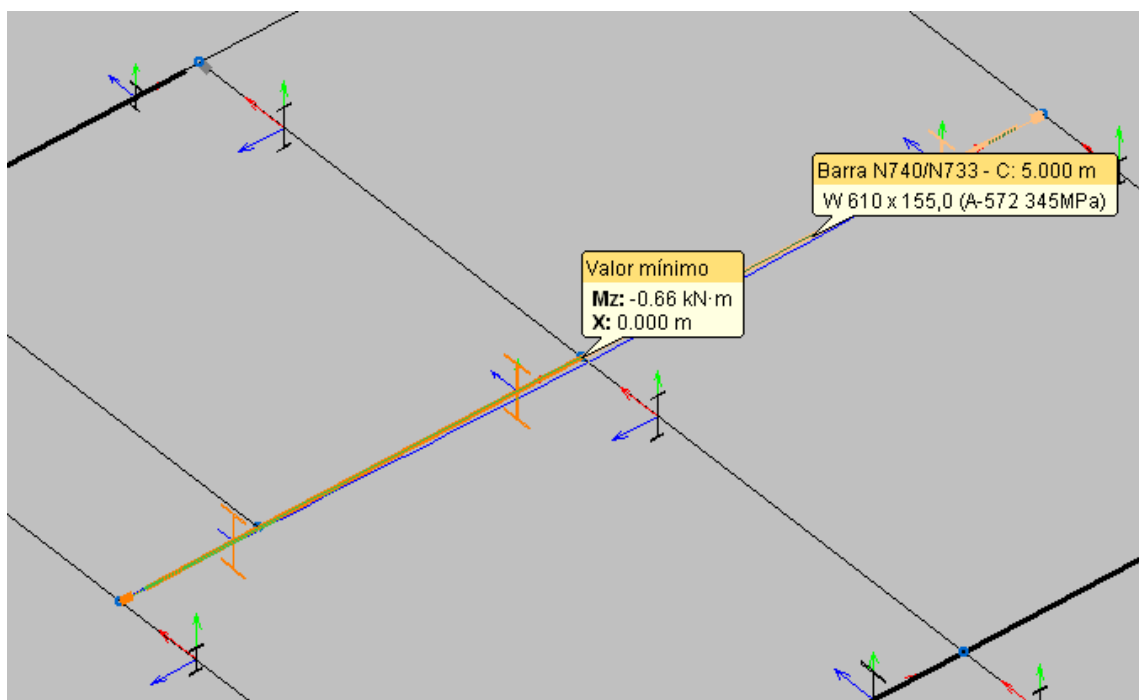 Barra N740/N733 - C: 5.000 m
W 610 x 155,0 (A-572 345MPa)
Valor mínimo
Mz: -0.66 kN·m
X: 0.000 m